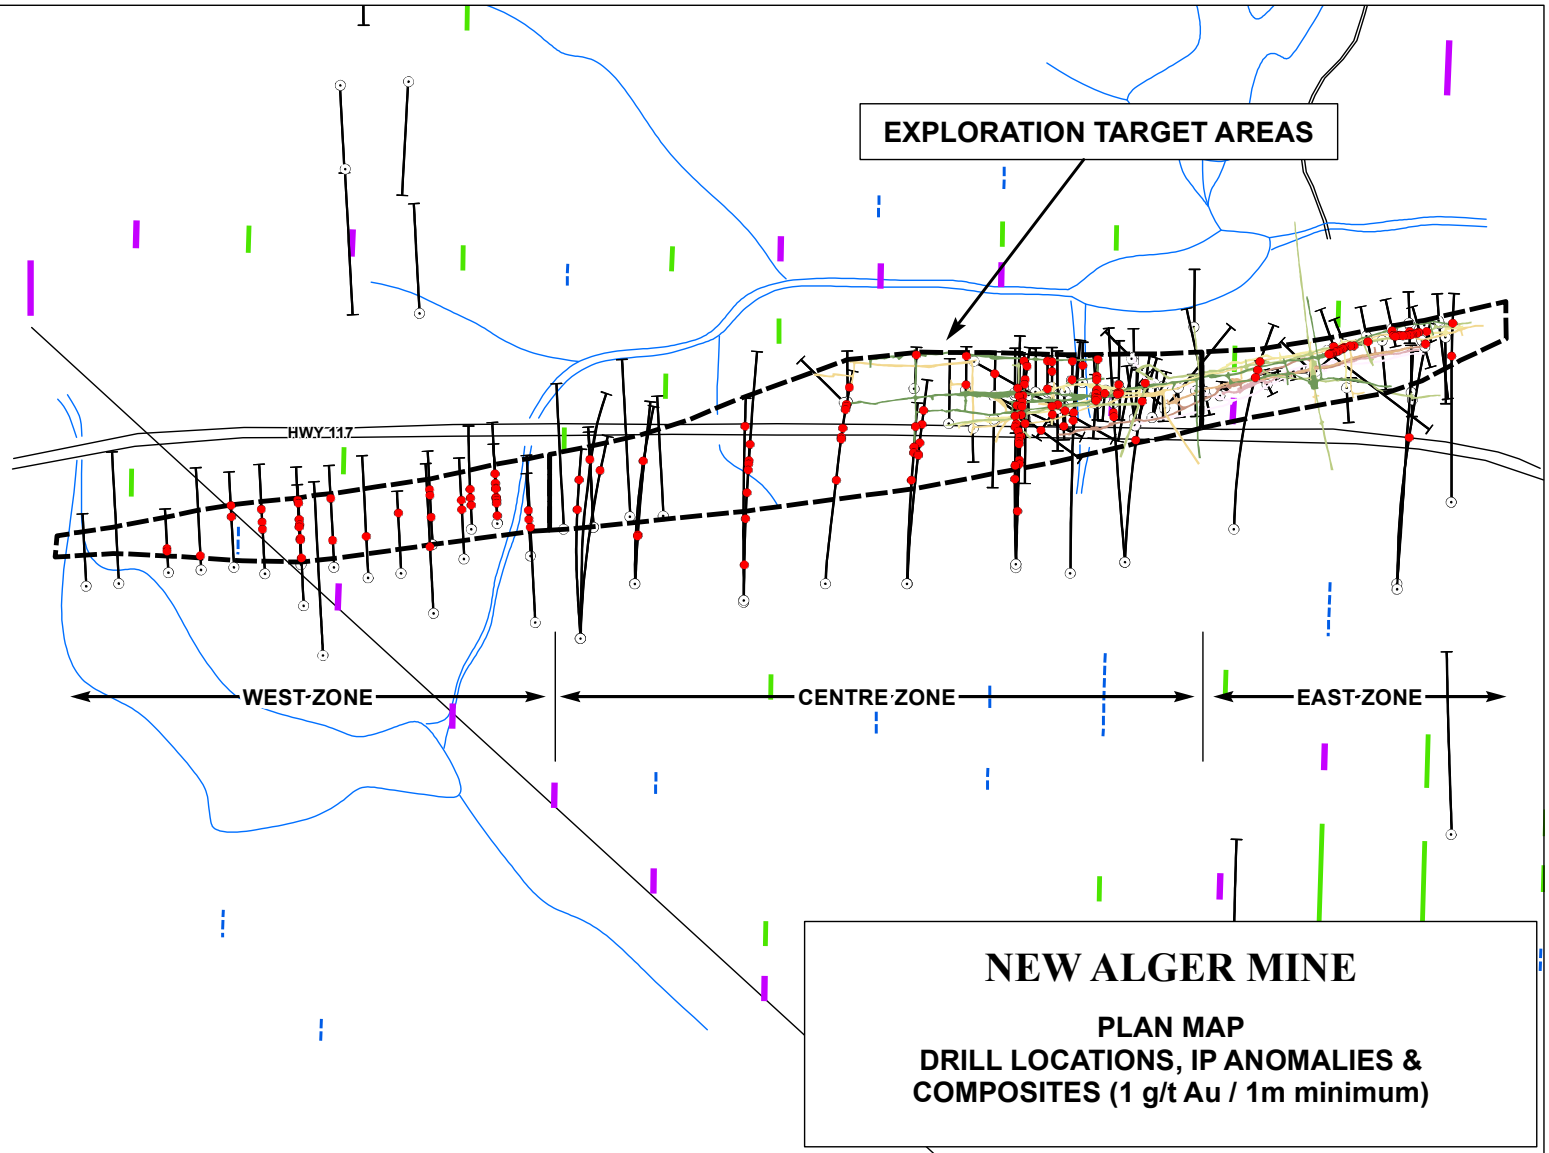 EXPLORATION TARGET AREAS
HWY 117
WEST ZONE
CENTRE ZONE
EAST ZONE
NEW ALGER MINE
PLAN MAP
DRILL LOCATIONS, IP ANOMALIES &
COMPOSITES (1 g/t Au / 1m minimum)